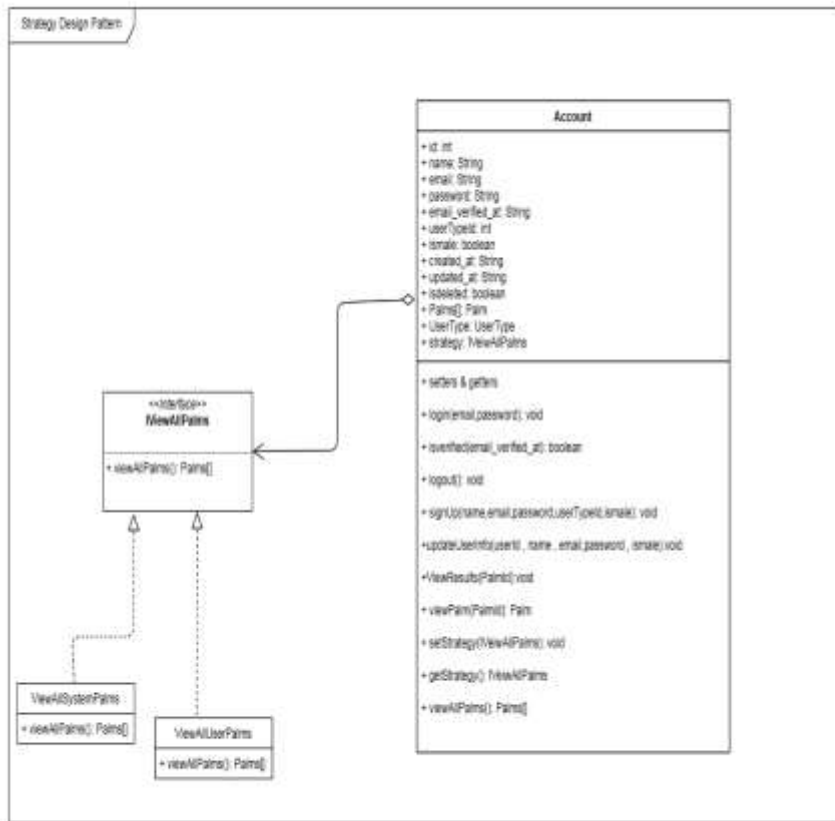 Strategy Design Pattern
Account
+ id: int
+ name: String
+ email: String
+ password: String
+ email_verified_at: String
+ userTypeId: int
+ ismale: boolean
+ created_at: String
+ updated_at: String
+ isdeleted: boolean
+ Palms[]: Palm
+ UserType: UserType
+ strategy: IViewAllPalms
+ setters & getters
+ login(email,password): void
+ isverified(email_verified_at): boolean
+ logout(): void
+ signUp(name,email,password,userTypeId,ismale): void
+updateUserInfo(userId , name , email,password , ismale):void
+ViewResults(PalmId):void
+ viewPalm(PalmId): Palm
+ setStrategy(IViewAllPalms): void
+ getStrategy(): IViewAllPalms
+ viewAllPalms(): Palms[]
<<Interface>>
IViewAllPalms
+ viewAllPalms(): Palms[]
ViewAllSystemPalms
+ viewAllPalms(): Palms[]
ViewAllUserPalms
+ viewAllPalms(): Palms[]